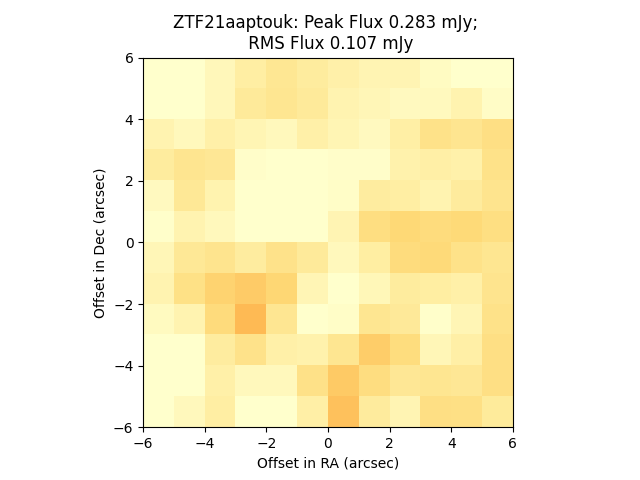 ZTF21aaptouk: Peak Flux 0.283 mJy;
RMS Flux 0.107 mJy
6
4
2
0
−2
−4
−6
Offset in Dec (arcsec)
−6 −4 −2 0 2 4 6
Offset in RA (arcsec)